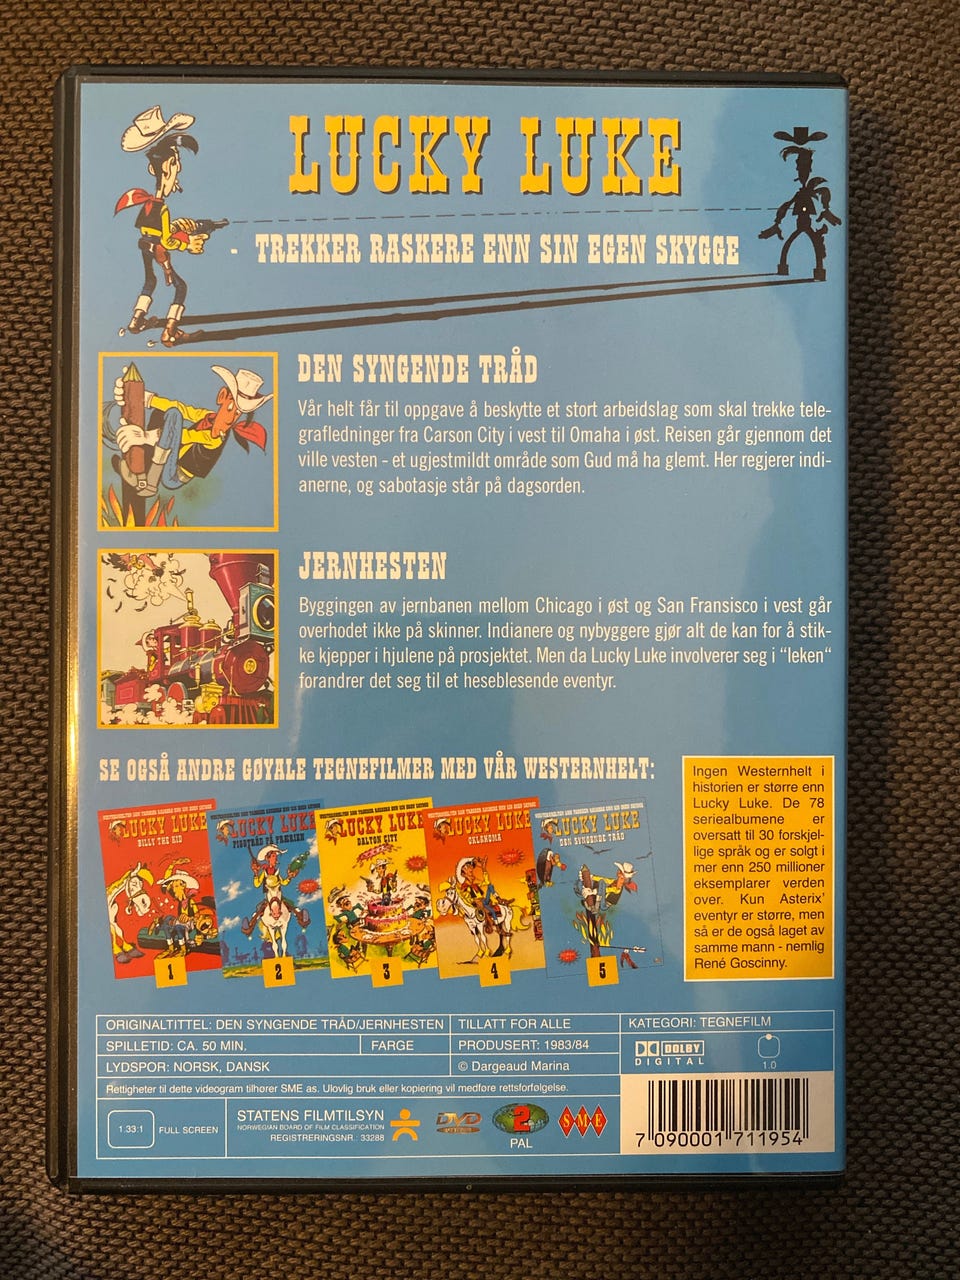 LUCKY LUKE
- TREKKER RASKERE ENN SIN EGEN SKYGGE
DEN SYNGENDE TRÅD
Vår helt får til oppgave å beskytte et stort arbeidslag som skal trekke tele-
grafledninger fra Carson City i vest til Omaha i øst. Reisen går gjennom det
ville vesten - et ugjestmildt område som Gud må ha glemt. Her regjerer indi-
anerne, og sabotasje står på dagsorden.
JERNHESTEN
Byggingen av jernbanen mellom Chicago i øst og San Fransisco i vest går
overhodet ikke på skinner. Indianere og nybyggere gjør alt de kan for å stik-
ke kjepper i hjulene på prosjektet. Men da Lucky Luke involverer seg i “leken“
forandrer det seg til et heseblesende eventyr.
SE OGSÅ ANDRE GØYALE TEGNEFILMER MED VÅR WESTERNHELT:
LUCKY LUKE
BILLY THE KID
1
LUCKY LUKE
PISKTRÅD PÅ PRÆRIEN
2
LUCKY LUKE
DALTON CITY
3
LUCKY LUKE
OKLAHOMA
4
LUCKY LUKE
DEN SYNGENDE TRÅD
5
Ingen Westernhelt i
historien er større enn
Lucky Luke. De 78
seriealbumene er
oversatt til 30 forskjel-
lige språk og er solgt i
mer enn 250 millioner
eksemplarer verden
over. Kun Asterix'
eventyr er større, men
så er de også laget av
samme mann - nemlig
René Goscinny.
ORIGINALTITTEL: DEN SYNGENDE TRÅD/JERNHESTEN
TILLATT FOR ALLE
KATEGORI: TEGNEFILM
SPILLETID: CA. 50 MIN.
FARGE
PRODUSERT: 1983/84
LYDSPOR: NORSK, DANSK
© Dargeaud Marina
DOLBY
DIGITAL
1.0
Rettigheter til dette videogram tilhører SME as. Ulovlig bruk eller kopiering vil medføre rettsforfølgelse.
1.33:1
FULL SCREEN
STATENS FILMTILSYN
NORWEGIAN BOARD OF FILM CLASSIFICATION
REGISTRERINGSNR.: 33288
DVD
2
PAL
SME
7 090001 711954